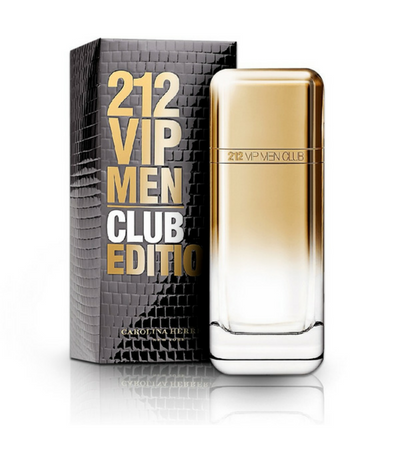 212
VIP
MEN
CLUB
EDITIO
CAROLINA HERR
212 VIP MEN CLUB